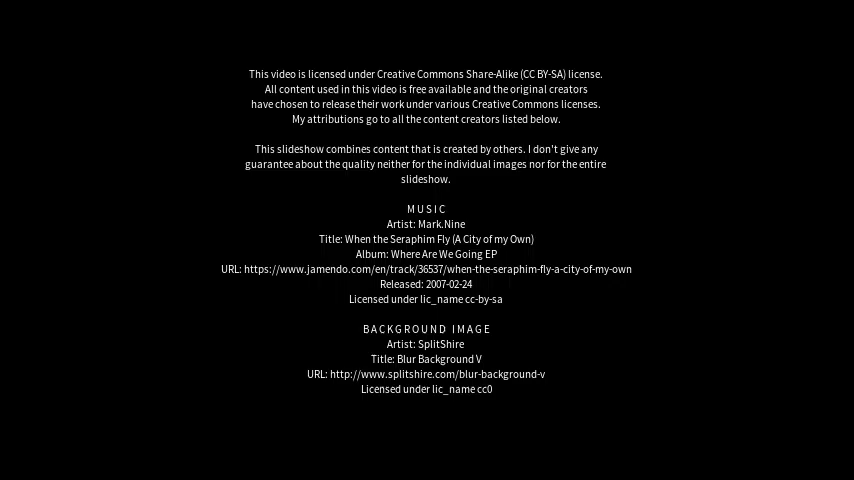 This video is licensed under Creative Commons Share-Alike (CC BY-SA) license.
All content used in this video is free available and the original creators
have chosen to release their work under various Creative Commons licenses.
My attributions go to all the content creators listed below.
This slideshow combines content that is created by others. I don't give any
guarantee about the quality neither for the individual images nor for the entire
slideshow.
MUSIC
Artist: Mark.Nine
Title: When the Seraphim Fly (A City of my Own)
Album: Where Are We Going EP
URL: https://www.jamendo.com/en/track/36537/when-the-seraphim-fly-a-city-of-my-own
Released: 2007-02-24
Licensed under lic_name cc-by-sa
BACKGROUND IMAGE
Artist: SplitShire
Title: Blur Background V
URL: http://www.splitshire.com/blur-background-v
Licensed under lic_name cc0